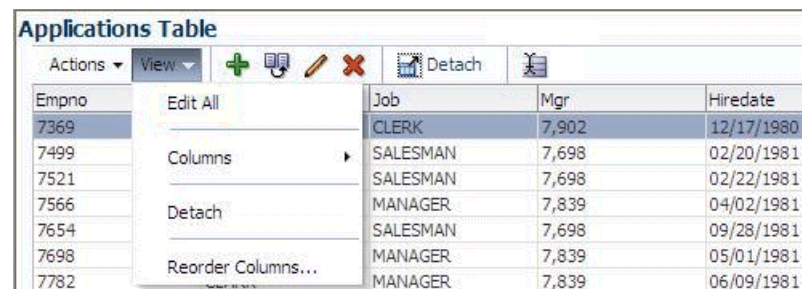 Applications Table
Actions View Detach
Empno Job Mgr Hiredate
Edit All
7369 CLERK 7,902 12/17/1980
7499 SALESMAN 7,698 02/20/1981
Columns
7521 SALESMAN 7,698 02/22/1981
7566 MANAGER 7,839 04/02/1981
Detach
7654 SALESMAN 7,698 09/28/1981
7698 MANAGER 7,839 05/01/1981
Reorder Columns...
7782 MANAGER 7,839 06/09/1981